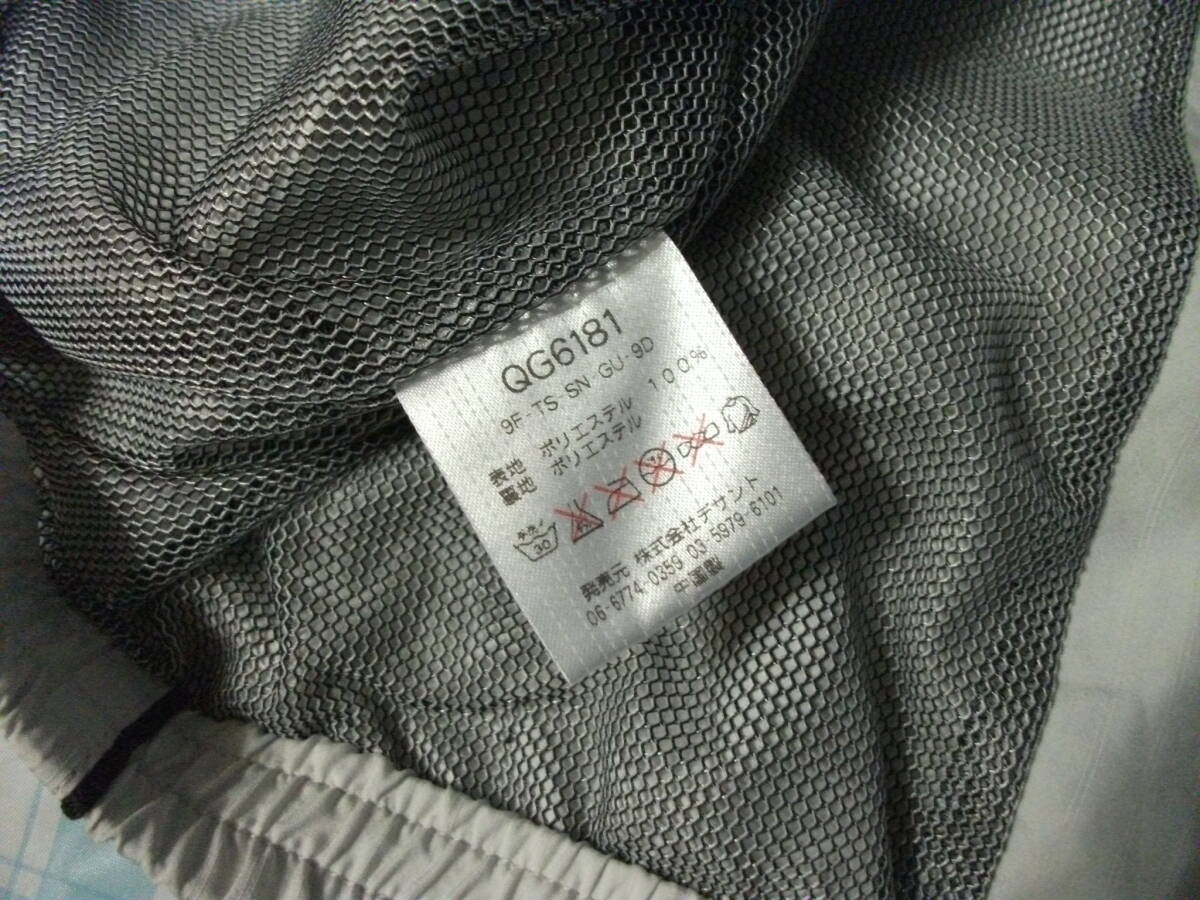 QG6181
9F-TS SN-GU-9D
表地 ポリエステル
裏地 ポリエステル 100%
30
発売元 株式会社デサント
06-6774-0359 03-5979-6101
中国製